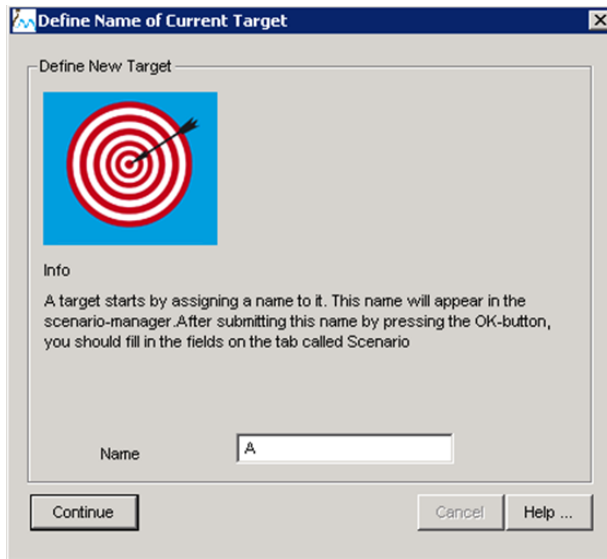 Define Name of Current Target
Define New Target
Info
A target starts by assigning a name to it. This name will appear in the
scenario-manager.After submitting this name by pressing the OK-button,
you should fill in the fields on the tab called Scenario
Name
A
Continue
Cancel
Help ...